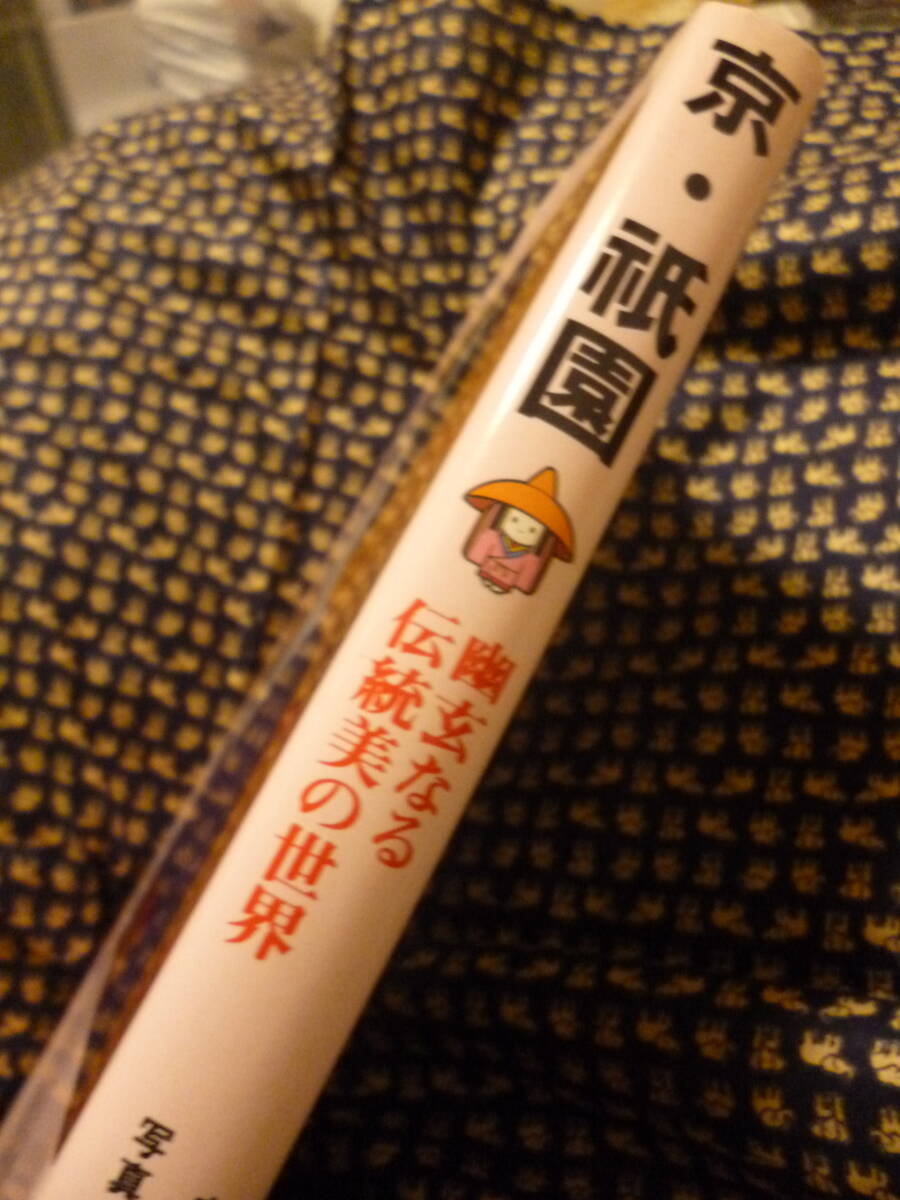 京・祇園
幽玄なる
伝統美の世界
写真